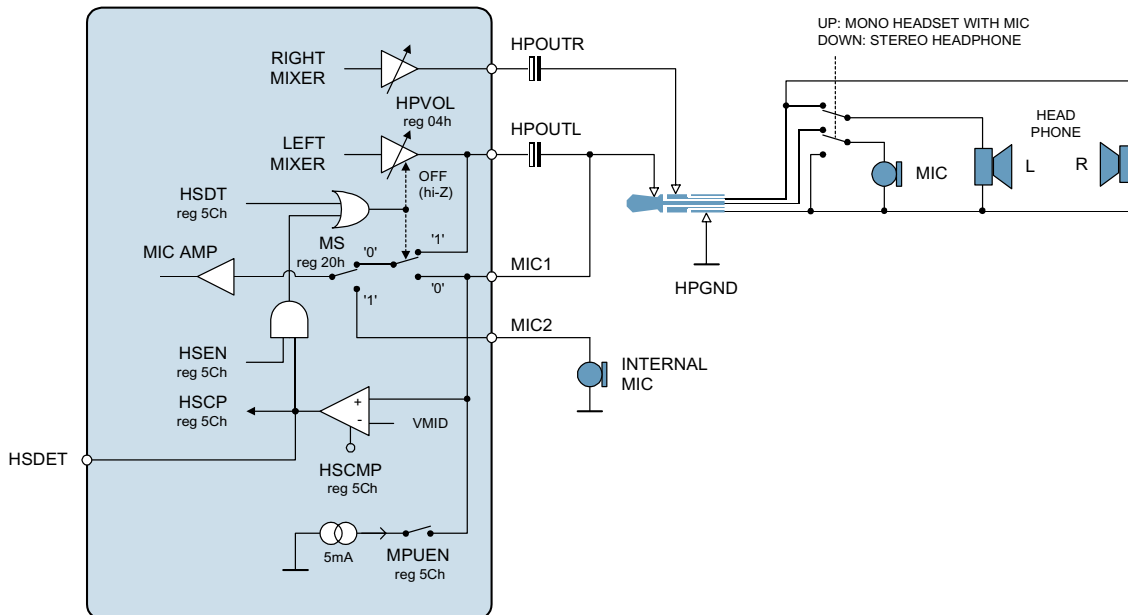 UP: MONO HEADSET WITH MIC
DOWN: STEREO HEADPHONE
HPOUTR
RIGHT
MIXER
HPVOL
reg 04h
HPOUTL
LEFT
MIXER
HEAD
PHONE
OFF
(hi-Z)
L
R
MIC
HSDT
reg 5Ch
MS
reg 20h
'0'
'1'
MIC AMP
'0'
MIC1
HPGND
'1'
MIC2
HSEN
reg 5Ch
INTERNAL
MIC
HSCP
reg 5Ch
+
-
VMID
HSDET
HSCMP
reg 5Ch
5mA
MPUEN
reg 5Ch